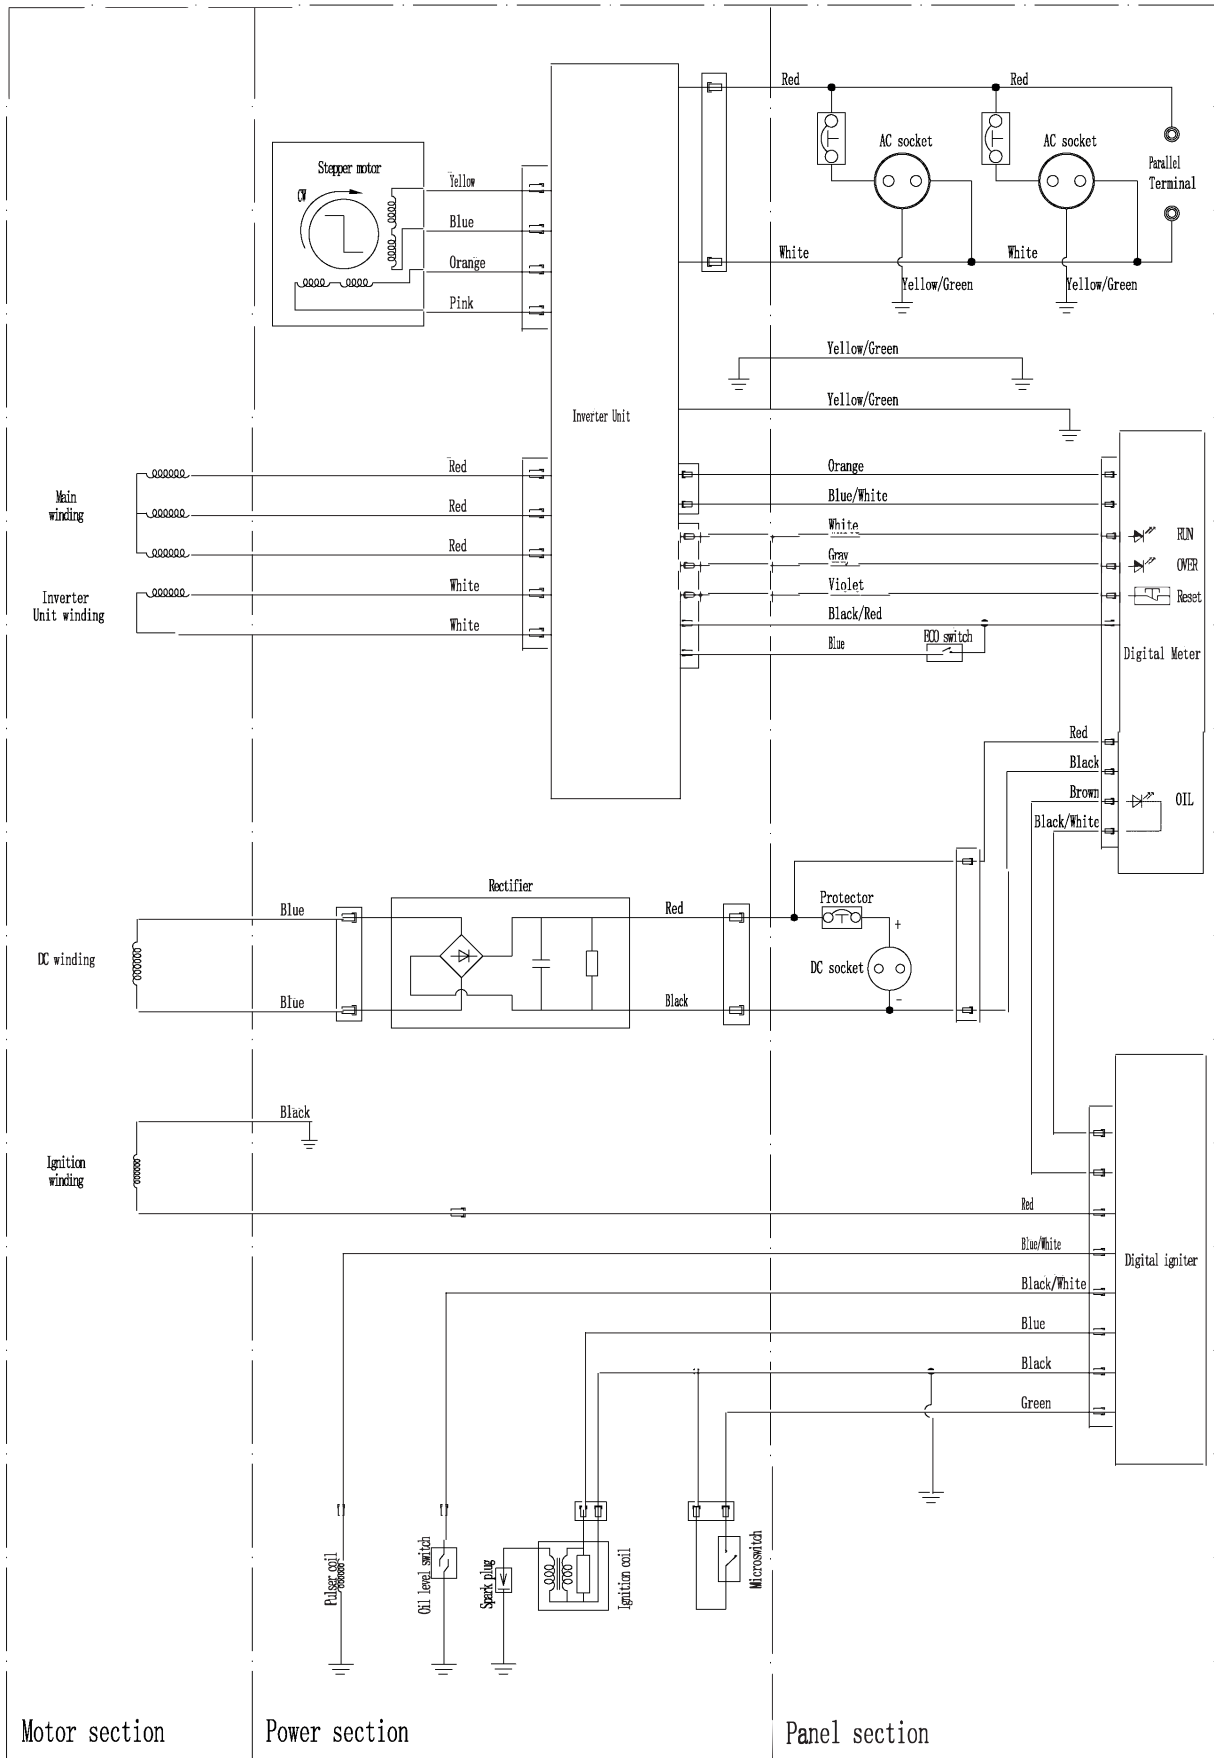 Red
Red
AC socket
AC socket
Parallel
Terminal
Stepper motor
CW
Yellow
Blue
Orange
Pink
White
White
Yellow/Green
Yellow/Green
Yellow/Green
Yellow/Green
Inverter Unit
Main
winding
Red
Red
Red
Inverter
Unit winding
White
White
Orange
Blue/White
White
Gray
Violet
Black/Red
Blue
ECO switch
RUN
OVER
Reset
Digital Meter
Red
Black
Brown
Black/White
OIL
Rectifier
DC winding
Blue
Blue
Red
Black
Protector
+
DC socket
-
Black
Ignition
winding
Red
Blue/White
Black/White
Blue
Black
Green
Digital igniter
Pulser coil
Oil level switch
Spark plug
Ignition coil
Microswitch
Motor section
Power section
Panel section